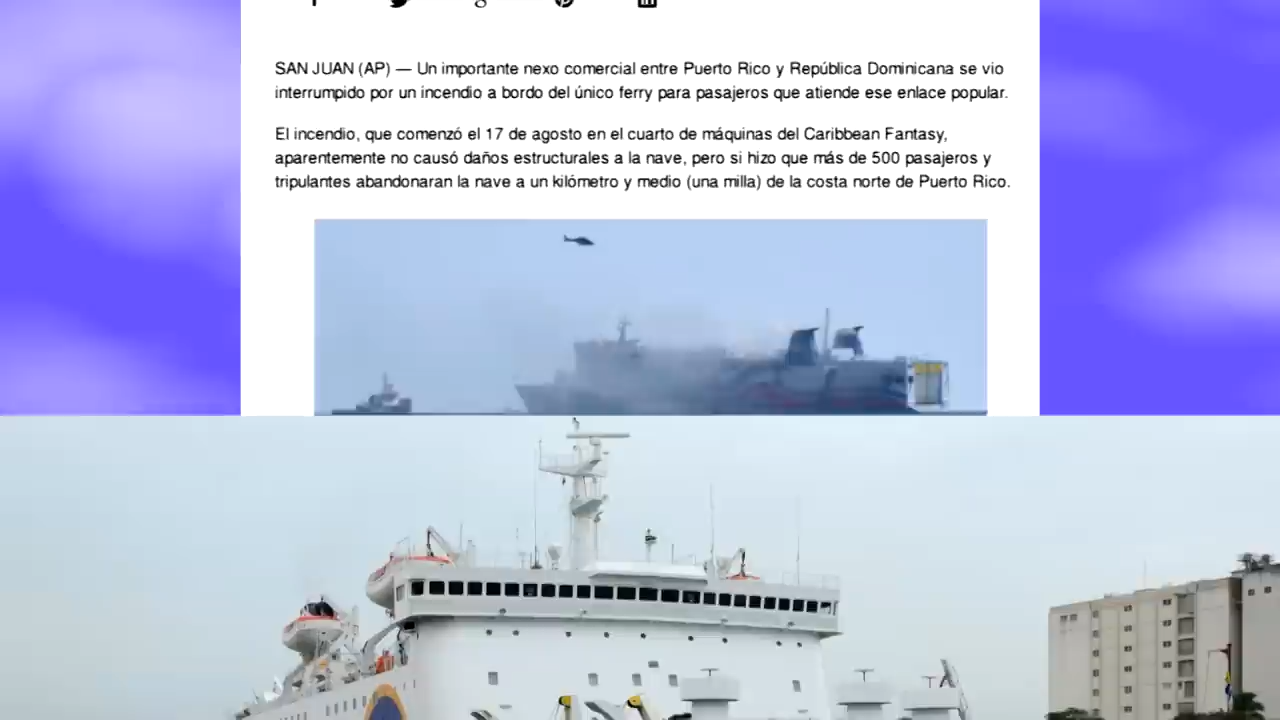 SAN JUAN (AP) — Un importante nexo comercial entre Puerto Rico y República Dominicana se vio
interrumpido por un incendio a bordo del único ferry para pasajeros que atiende ese enlace popular.
El incendio, que comenzó el 17 de agosto en el cuarto de máquinas del Caribbean Fantasy,
aparentemente no causó daños estructurales a la nave, pero si hizo que más de 500 pasajeros y
tripulantes abandonaran la nave a un kilómetro y medio (una milla) de la costa norte de Puerto Rico.